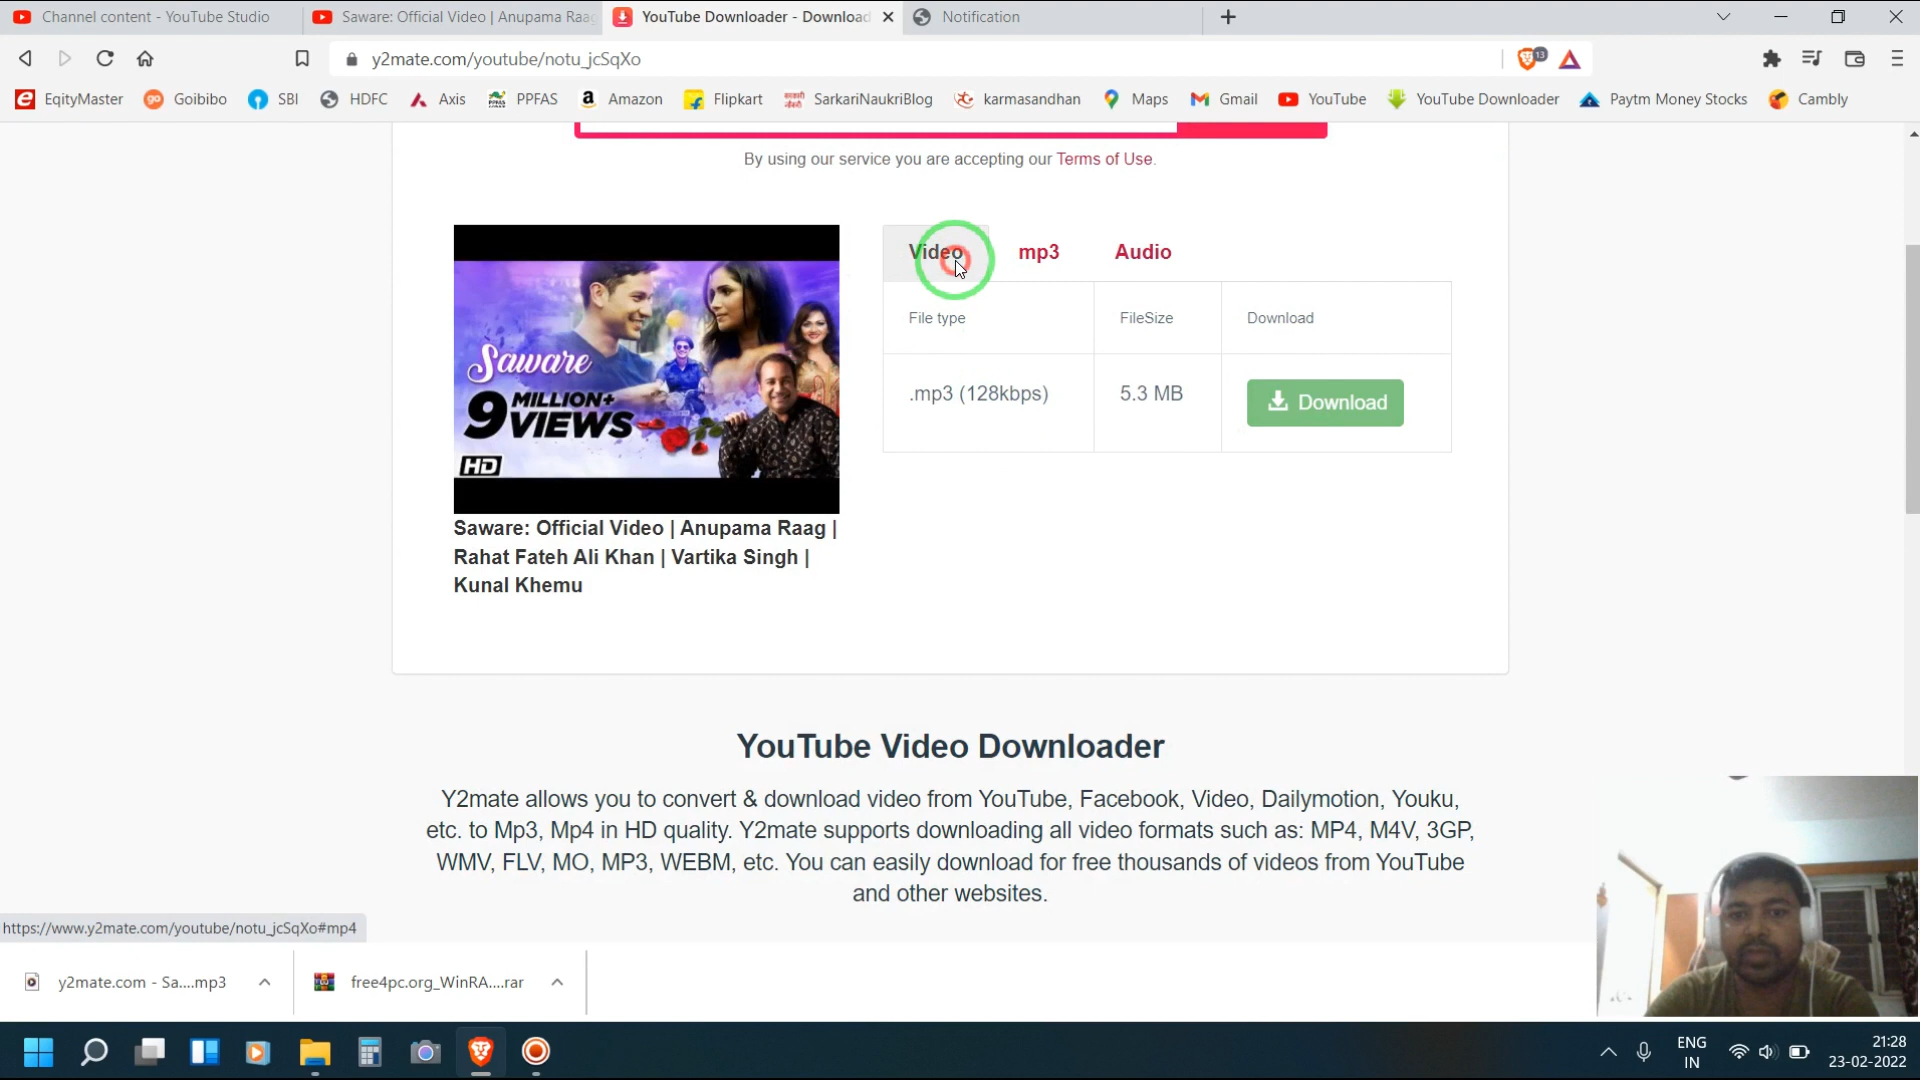 Channel content - YouTube Studio
Saware: Official Video | Anupama Raag
YouTube Downloader - Download
Notification
y2mate.com/youtube/notu_jcSqXo
13
EqityMaster
Goibibo
SBI
HDFC
Axis
PPFAS
Amazon
Flipkart
SarkariNaukriBlog
karmasandhan
Maps
Gmail
YouTube
YouTube Downloader
Paytm Money Stocks
Cambly
By using our service you are accepting our Terms of Use.
Video
mp3
Audio
File type
FileSize
Download
.mp3 (128kbps)
5.3 MB
Download
Saware
9 MILLION+
VIEWS
HD
Saware: Official Video | Anupama Raag |
Rahat Fateh Ali Khan | Vartika Singh |
Kunal Khemu
YouTube Video Downloader
Y2mate allows you to convert & download video from YouTube, Facebook, Video, Dailymotion, Youku,
etc. to Mp3, Mp4 in HD quality. Y2mate supports downloading all video formats such as: MP4, M4V, 3GP,
WMV, FLV, MO, MP3, WEBM, etc. You can easily download for free thousands of videos from YouTube
and other websites.
https://www.y2mate.com/youtube/notu_jcSqXo#mp4
y2mate.com - Sa....mp3
free4pc.org_WinRA....rar
ENG
IN
21:28
23-02-2022